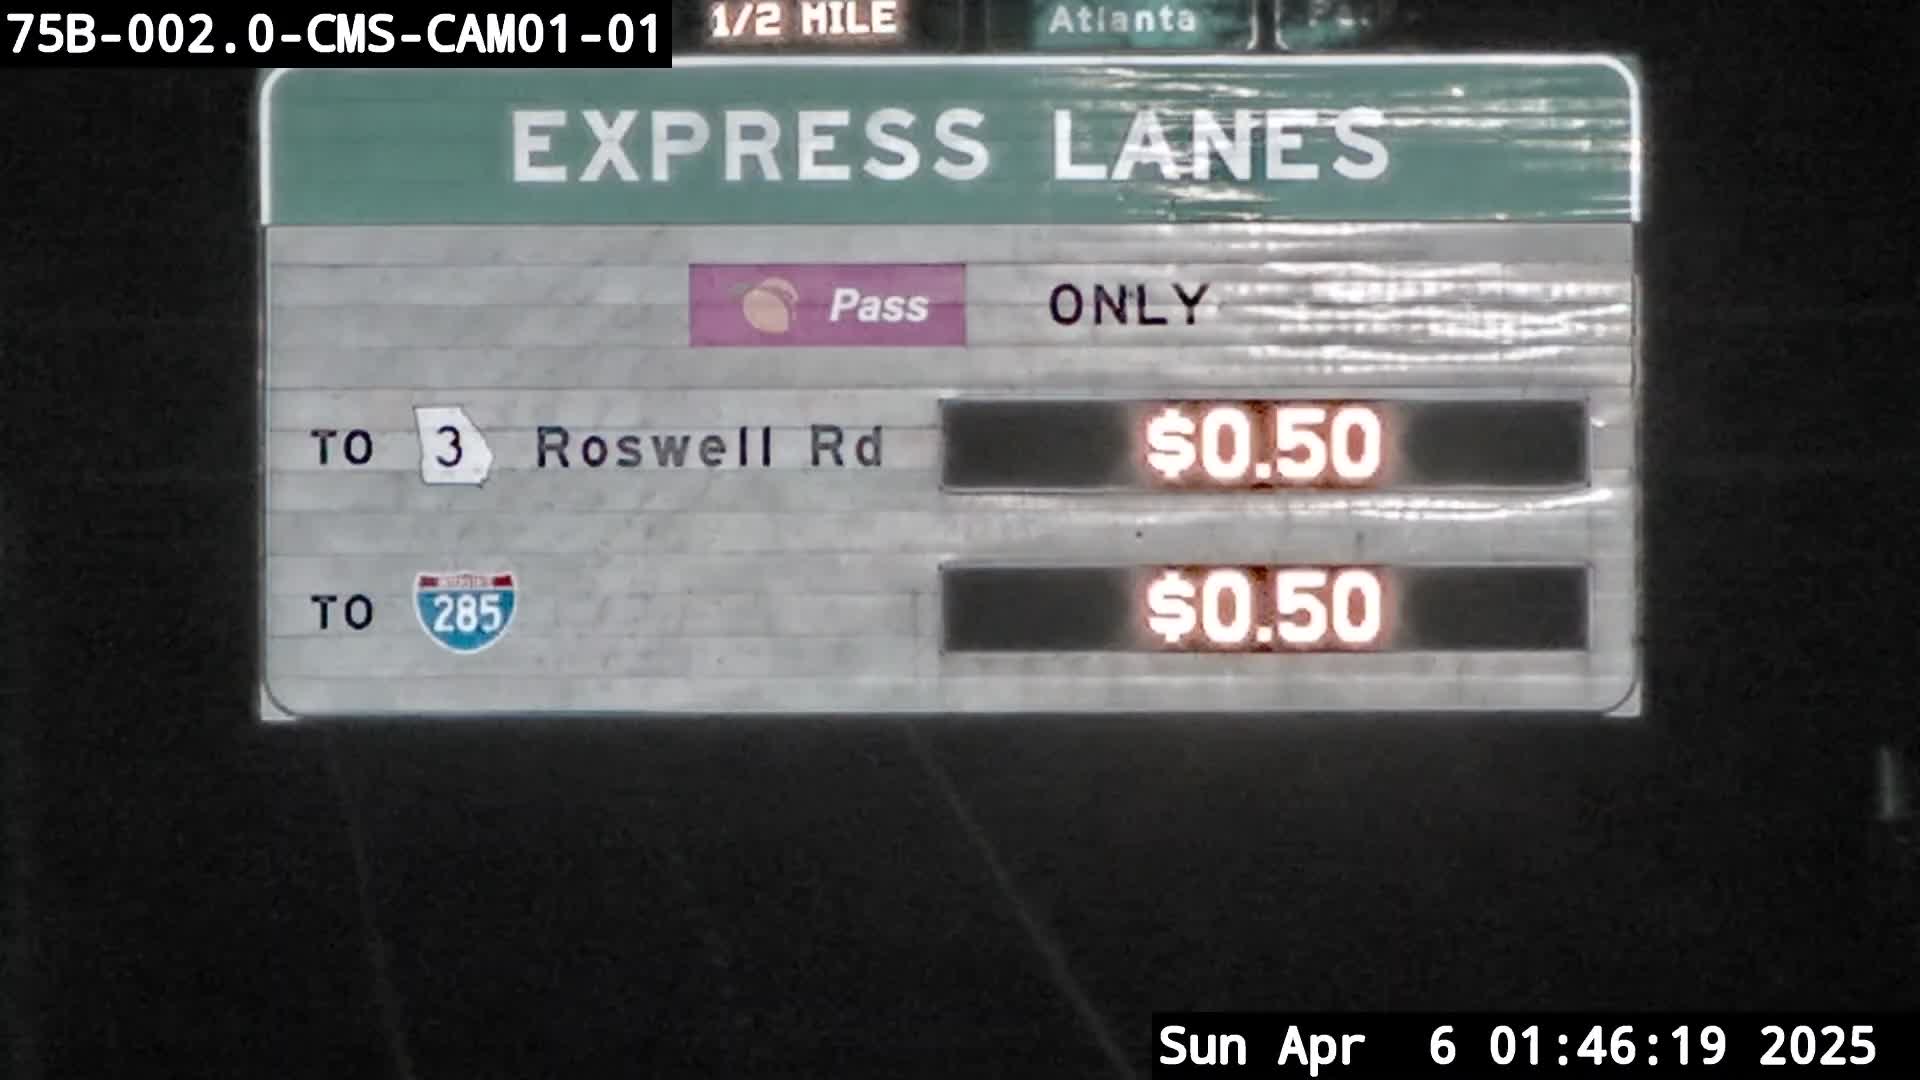 75B-002.0-CMS-CAM01-01
1/2 MILE
Atlanta
EXPRESS LANES
Pass ONLY
TO 3 Roswell Rd $0.50
TO 285 $0.50
Sun Apr 6 01:46:19 2025